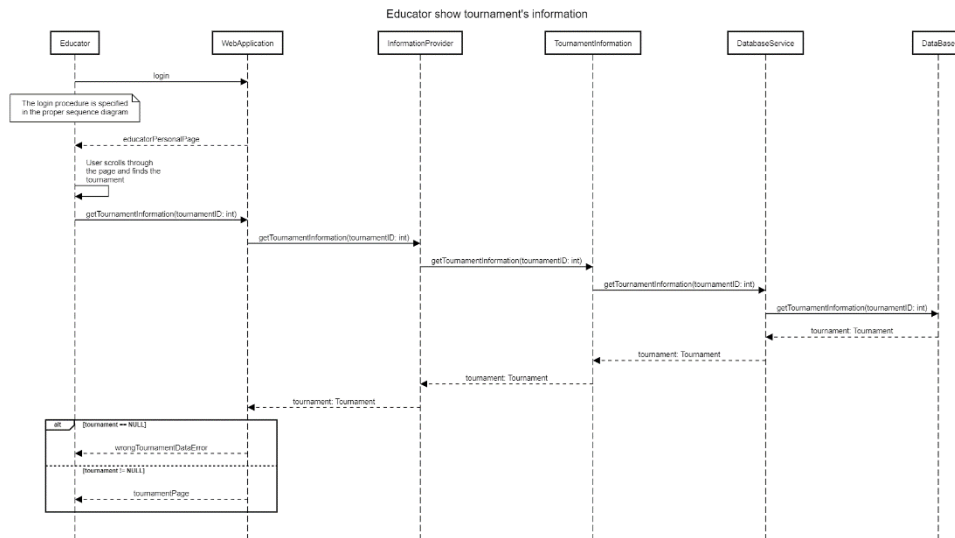 Educator show tournament's information
Educator
WebApplication
InformationProvider
TournamentInformation
DatabaseService
DataBase
login
The login procedure is specified
in the proper sequence diagram
educatorPersonalPage
User scrolls through
the page and finds the
tournament
getTournamentInformation(tournamentID: int)
getTournamentInformation(tournamentID: int)
getTournamentInformation(tournamentID: int)
getTournamentInformation(tournamentID: int)
getTournamentInformation(tournamentID: int)
tournament: Tournament
tournament: Tournament
tournament: Tournament
tournament: Tournament
alt
[tournament == NULL]
wrongTournamentDataError
[tournament != NULL]
tournamentPage